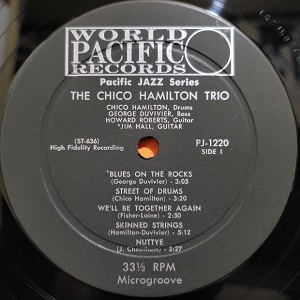 WORLD
PACIFIC
RECORDS
Pacific JAZZ Series
THE CHICO HAMILTON TRIO
CHICO HAMILTON, Drums
GEORGE DUVIVIER, Bass
HOWARD ROBERTS, Guitar
*JIM HALL, GUITAR
(ST-636)
High Fidelity Recording
PJ-1220
SIDE 1
*BLUES ON THE ROCKS
(George Duvivier) - 3:05
STREET OF DRUMS
(Chico Hamilton) - 3:20
WE'LL BE TOGETHER AGAIN
(Fisher-Laine) - 2:50
SKINNED STRINGS
(Hamilton-Duvivier) - 5:12
NUTTYE
(J. Cheatham) - 2:27
33⅓ RPM
Microgroove